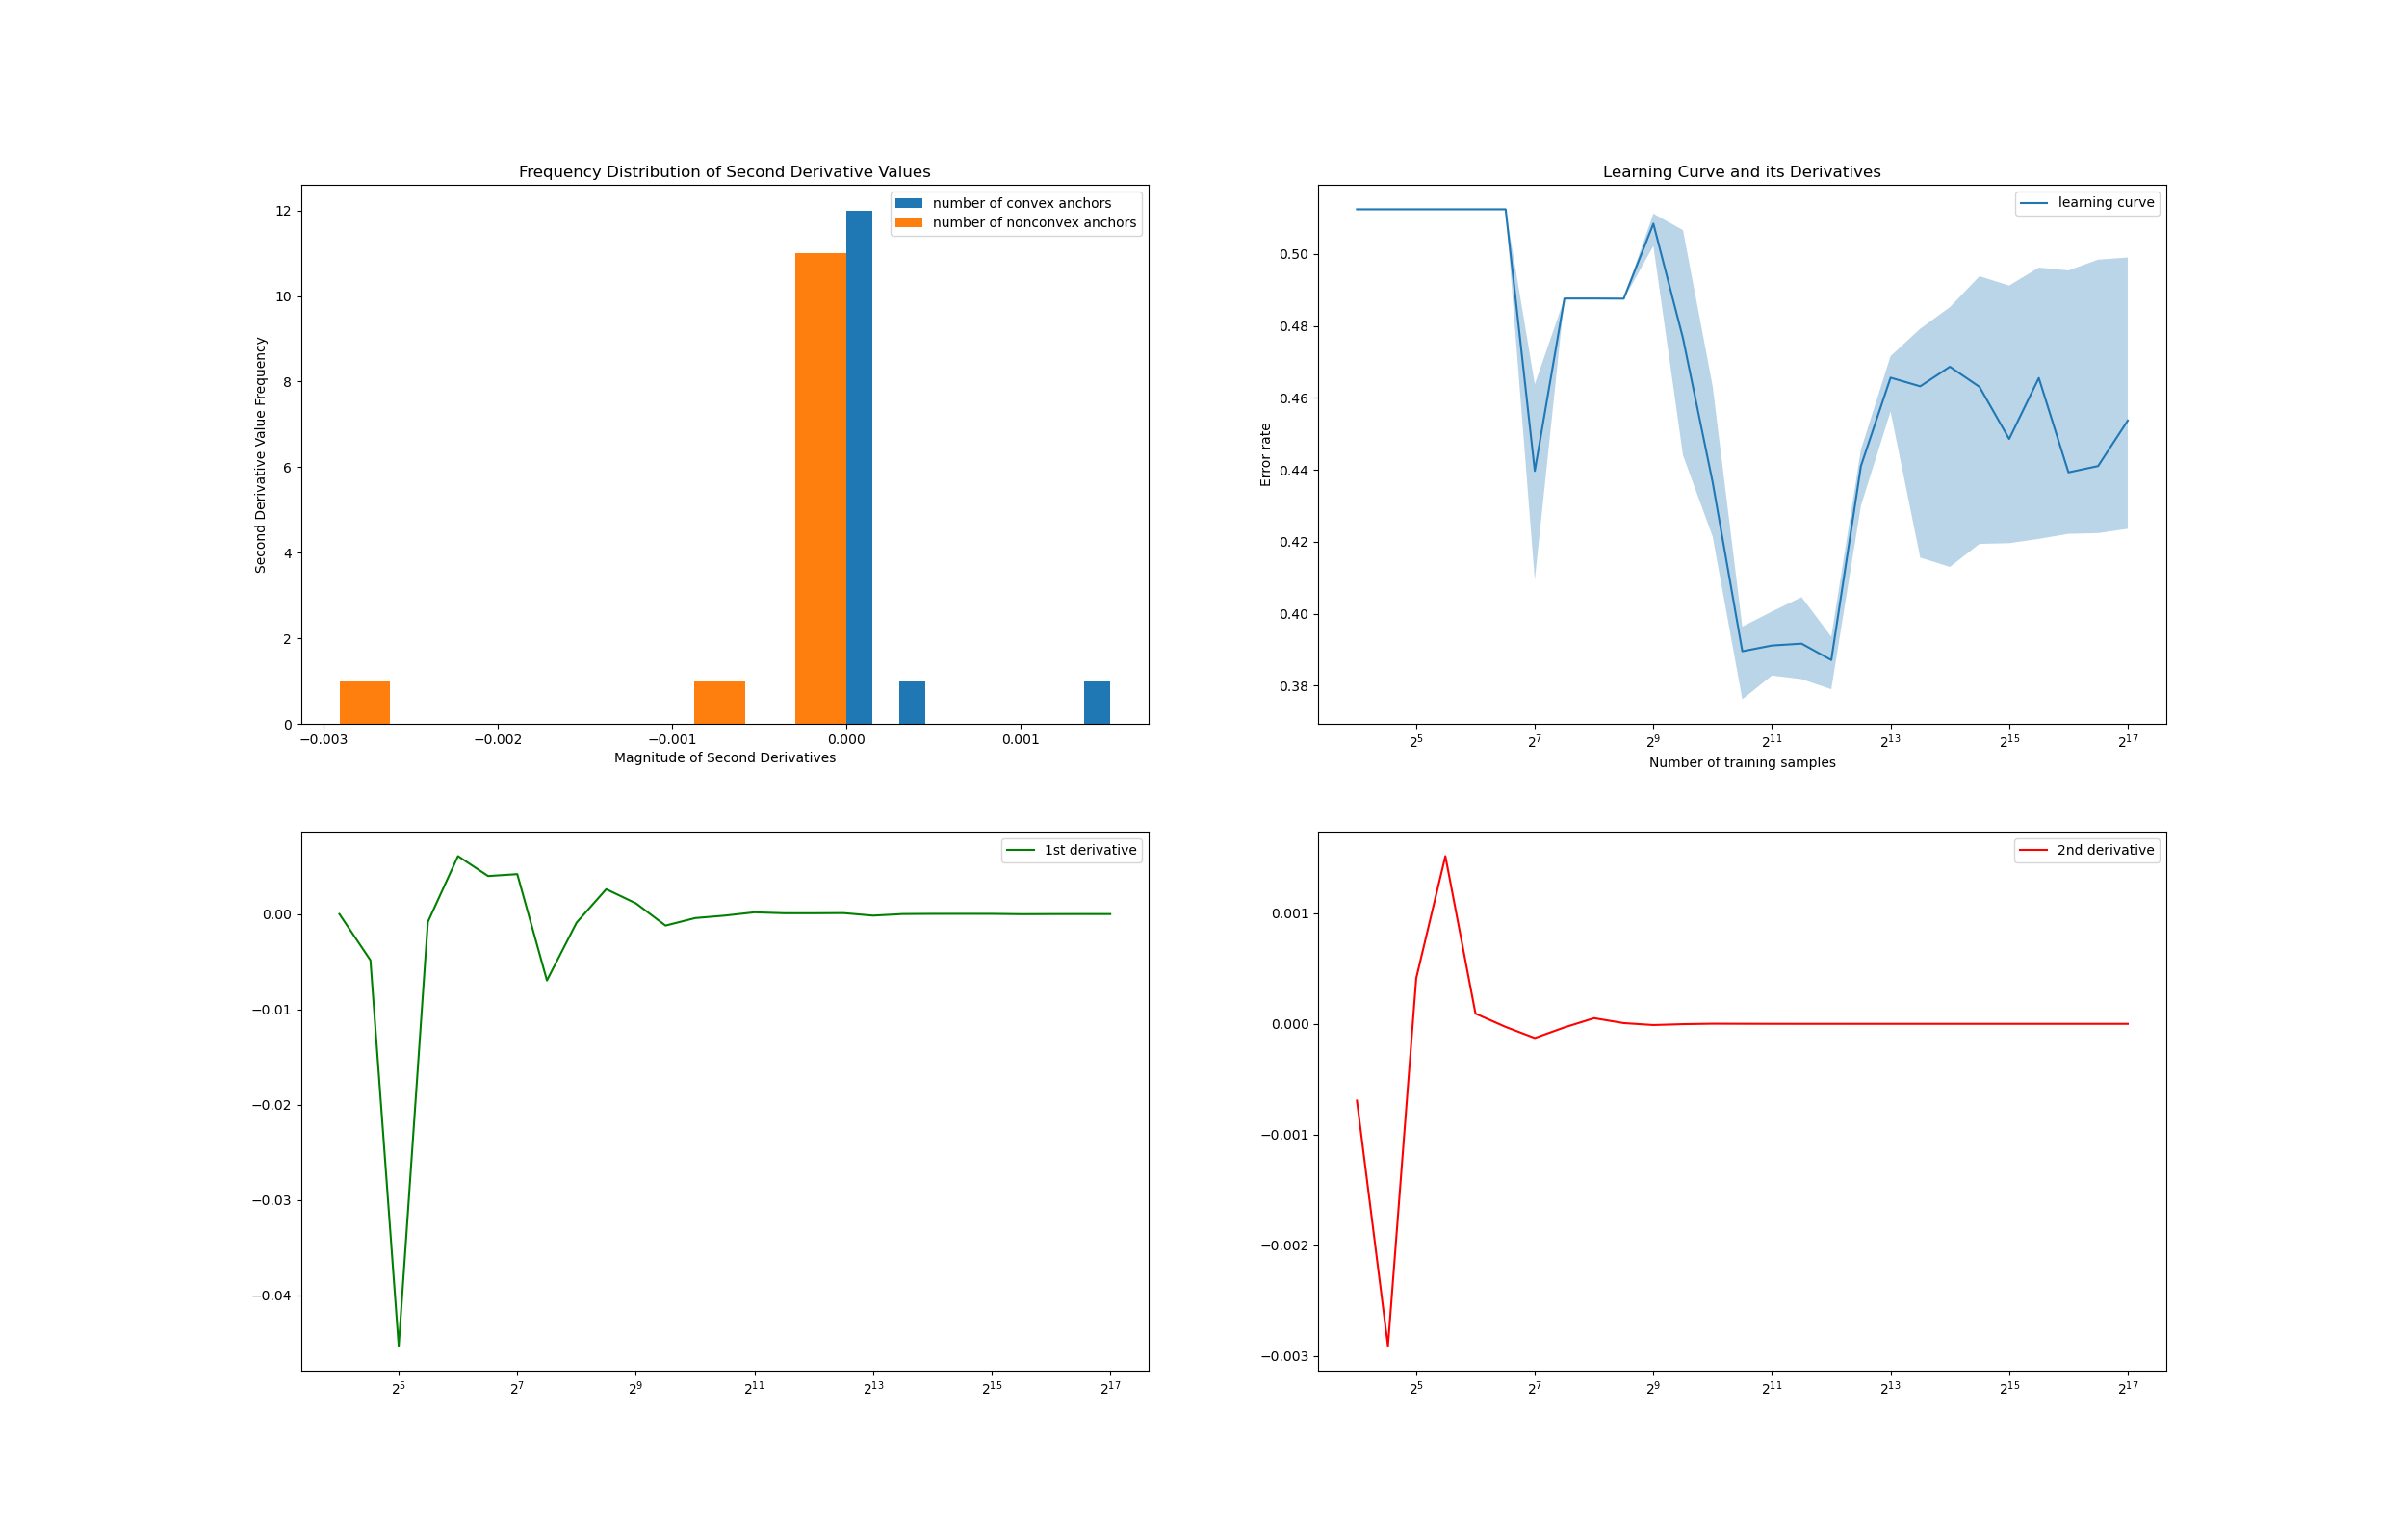 Frequency Distribution of Second Derivative Values
number of convex anchors
number of nonconvex anchors
12
10
8
6
4
2
0
Second Derivative Value Frequency
−0.003 −0.002 −0.001 0.000 0.001
Magnitude of Second Derivatives
Learning Curve and its Derivatives
learning curve
0.50
0.48
0.46
0.44
0.42
0.40
0.38
Error rate
2^5 2^7 2^9 2^11 2^13 2^15 2^17
Number of training samples
1st derivative
0.00
−0.01
−0.02
−0.03
−0.04
2^5 2^7 2^9 2^11 2^13 2^15 2^17
2nd derivative
0.001
0.000
−0.001
−0.002
−0.003
2^5 2^7 2^9 2^11 2^13 2^15 2^17